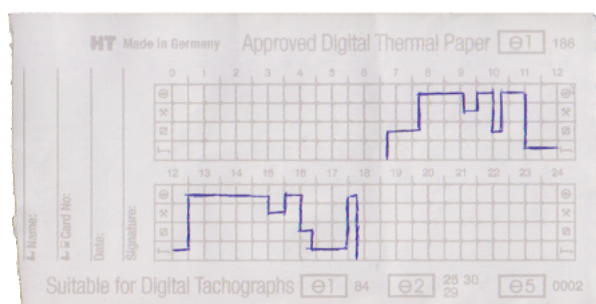 HT Made in Germany Approved Digital Thermal Paper 01 186
0 1 2 3 4 5 6 7 8 9 10 11 12
12 13 14 15 16 17 18 19 20 21 22 23 24
Name:
Card No:
Date:
Signature:
Suitable for Digital Tachographs e1 84 e2 25 30 29 e5 0002